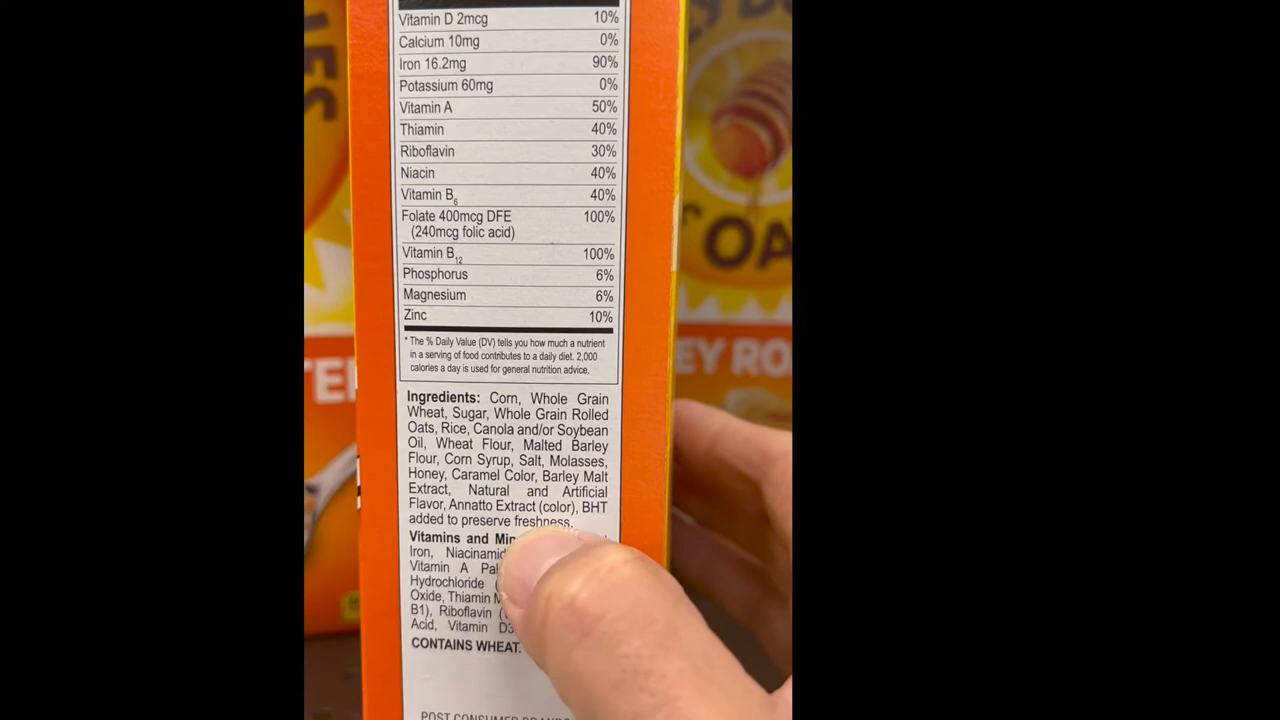 Vitamin D 2mcg 10%
Calcium 10mg 0%
Iron 16.2mg 90%
Potassium 60mg 0%
Vitamin A 50%
Thiamin 40%
Riboflavin 30%
Niacin 40%
Vitamin B6 40%
Folate 400mcg DFE 100%
(240mcg folic acid)
Vitamin B12 100%
Phosphorus 6%
Magnesium 6%
Zinc 10%
* The % Daily Value (DV) tells you how much a nutrient
in a serving of food contributes to a daily diet. 2,000
calories a day is used for general nutrition advice.
Ingredients: Corn, Whole Grain
Wheat, Sugar, Whole Grain Rolled
Oats, Rice, Canola and/or Soybean
Oil, Wheat Flour, Malted Barley
Flour, Corn Syrup, Salt, Molasses,
Honey, Caramel Color, Barley Malt
Extract, Natural and Artificial
Flavor, Annatto Extract (color), BHT
added to preserve freshness.
Vitamins and
Iron,
Vitamin A
Hydrochloride
Oxide, Thiamin
B1), Riboflavin
Acid, Vitamin D3
CONTAINS WHEAT.
POST CONSUMER